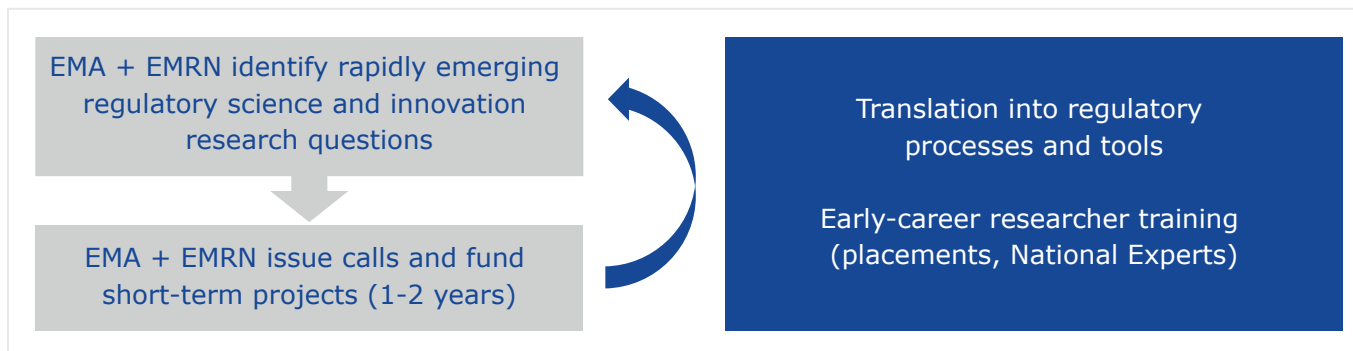 EMA + EMRN identify rapidly emerging
regulatory science and innovation
research questions
EMA + EMRN issue calls and fund
short-term projects (1-2 years)
Translation into regulatory
processes and tools
Early-career researcher training
(placements, National Experts)